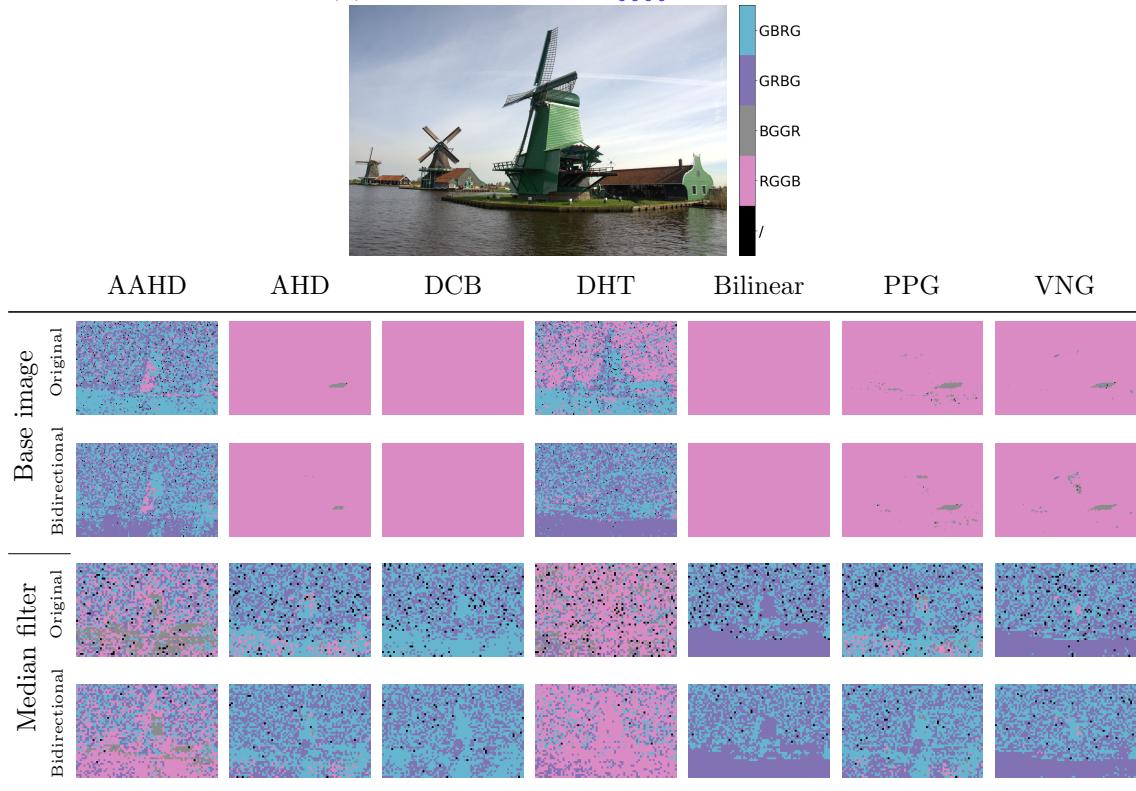 GBRG
GRBG
BGGR
RGGB
/
AAHD AHD DCB DHT Bilinear PPG VNG
Base image
Original
Bidirectional
Median filter
Original
Bidirectional